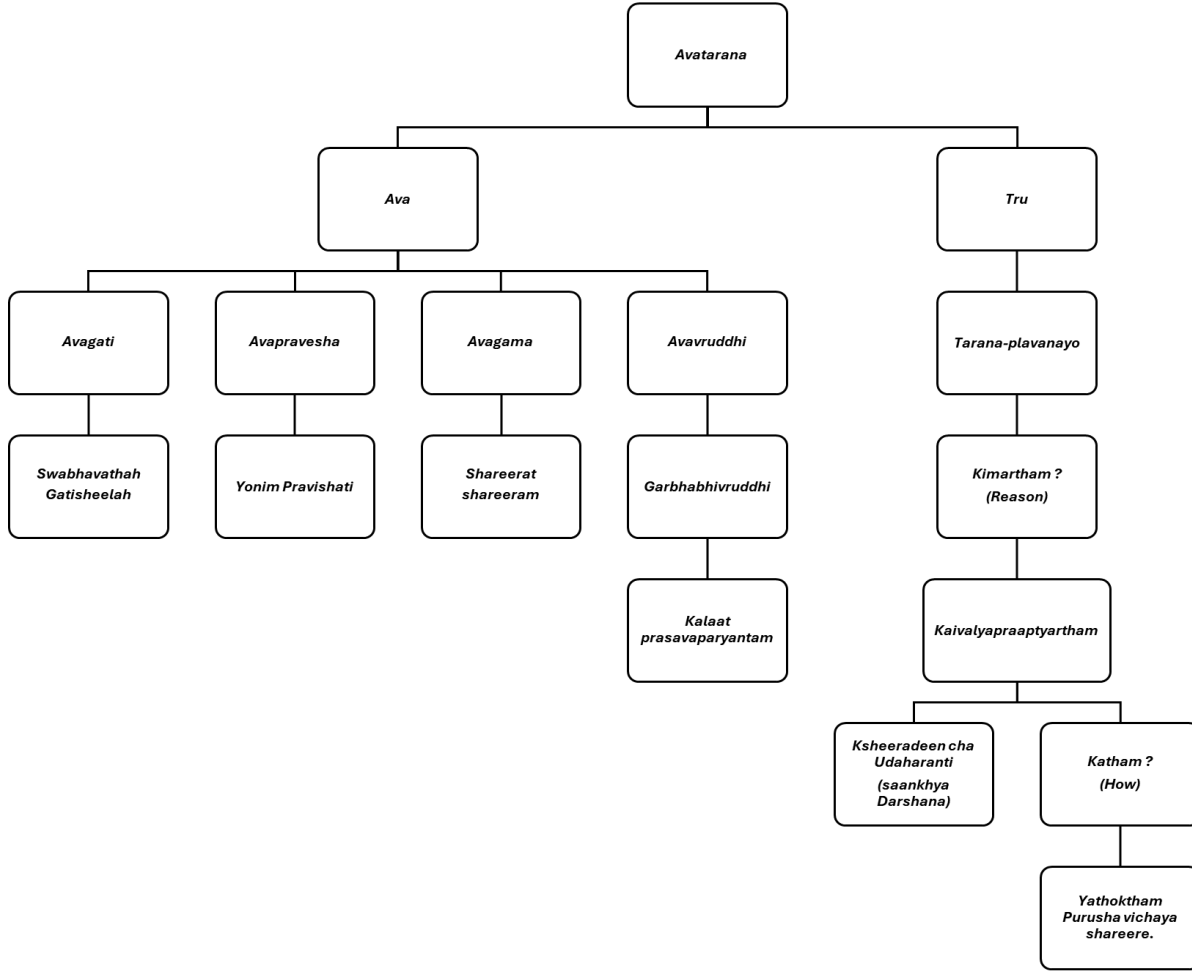 Avatarana
Ava
Tru
Avagati
Avapravesha
Avagama
Avavruddhi
Tarana-plavanayo
Swabhavathah
Gatisheelah
Yonim Pravishati
Shareerat
shareeram
Garbhabhivruddhi
Kimartham ?
(Reason)
Kalaat
prasavaparyantam
Kaivalyapraaptyartham
Ksheeradeen cha
Udaharanti
(saankhya
Darshana)
Katham ?
(How)
Yathoktham
Purusha vichaya
shareere.